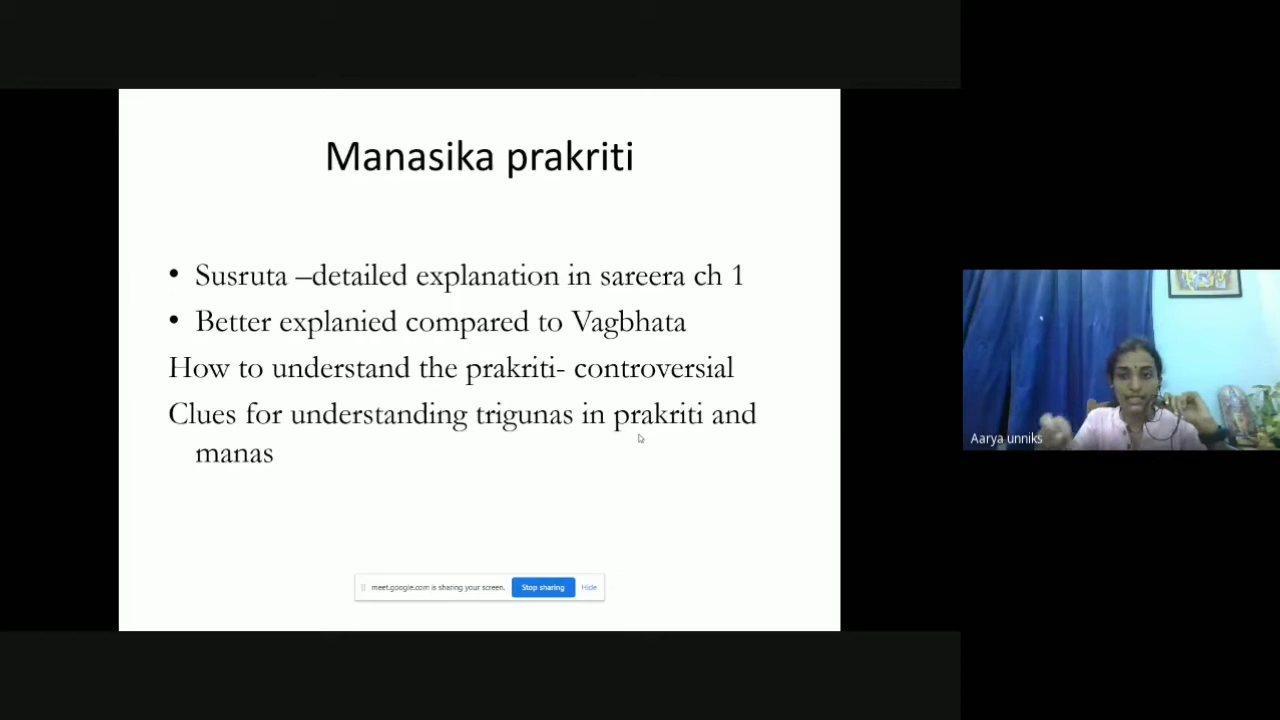 Manasika prakriti
• Susruta –detailed explanation in sareera ch 1
• Better explanied compared to Vagbhata
How to understand the prakriti- controversial
Clues for understanding trigunas in prakriti and
manas
Aarya unniks
meet.google.com is sharing your screen. Stop sharing Hide